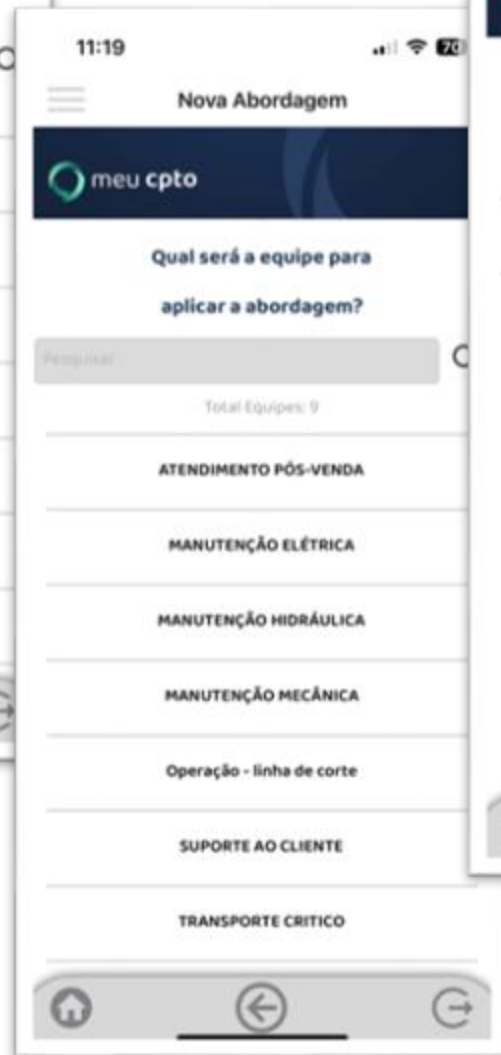 11:19
70
Nova Abordagem
meu cpto
Qual será a equipe para
aplicar a abordagem?
Pesquisar
Total Equipes: 9
ATENDIMENTO PÓS-VENDA
MANUTENÇÃO ELÉTRICA
MANUTENÇÃO HIDRÁULICA
MANUTENÇÃO MECÂNICA
Operação - linha de corte
SUPORTE AO CLIENTE
TRANSPORTE CRITICO